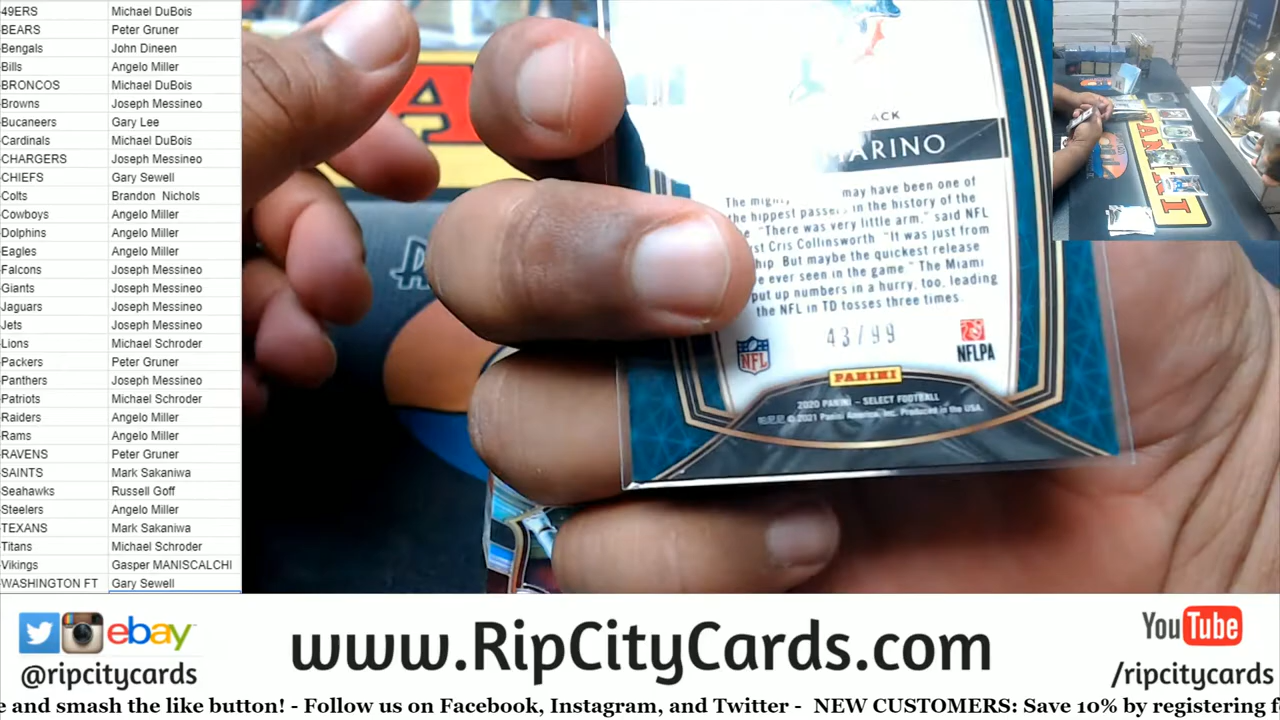 49ERS Michael DuBois
BEARS Peter Gruner
Bengals John Dineen
Bills Angelo Miller
BRONCOS Michael DuBois
Browns Joseph Messineo
Bucaneers Gary Lee
Cardinals Michael DuBois
CHARGERS Joseph Messineo
CHIEFS Gary Sewell
Colts Brandon Nichols
Cowboys Angelo Miller
Dolphins Angelo Miller
Eagles Angelo Miller
Falcons Joseph Messineo
Giants Joseph Messineo
Jaguars Joseph Messineo
Jets Joseph Messineo
Lions Michael Schroder
Packers Peter Gruner
Panthers Joseph Messineo
Patriots Michael Schroder
Raiders Angelo Miller
Rams Angelo Miller
RAVENS Peter Gruner
SAINTS Mark Sakaniwa
Seahawks Russell Goff
Steelers Angelo Miller
TEXANS Mark Sakaniwa
Titans Michael Schroder
Vikings Gasper MANISCALCHI
WASHINGTON FT Gary Sewell
ACK
MARINO
The mighty may have been one of
the hippest passers in the history of the
"There was very little arm," said NFL
st Cris Collinsworth "It was just from
hip. But maybe the quickest release
e ever seen in the game." The Miami
put up numbers in a hurry, too, leading
the NFL in TD tosses three times.
43/99
NFL
NFLPA
PANINI
2020 PANINI – SELECT FOOTBALL
© 2021 Panini America, Inc. Produced in the USA.
ebay
@ripcitycards
www.RipCityCards.com
YouTube
/ripcitycards
e and smash the like button! - Follow us on Facebook, Instagram, and Twitter - NEW CUSTOMERS: Save 10% by registering f